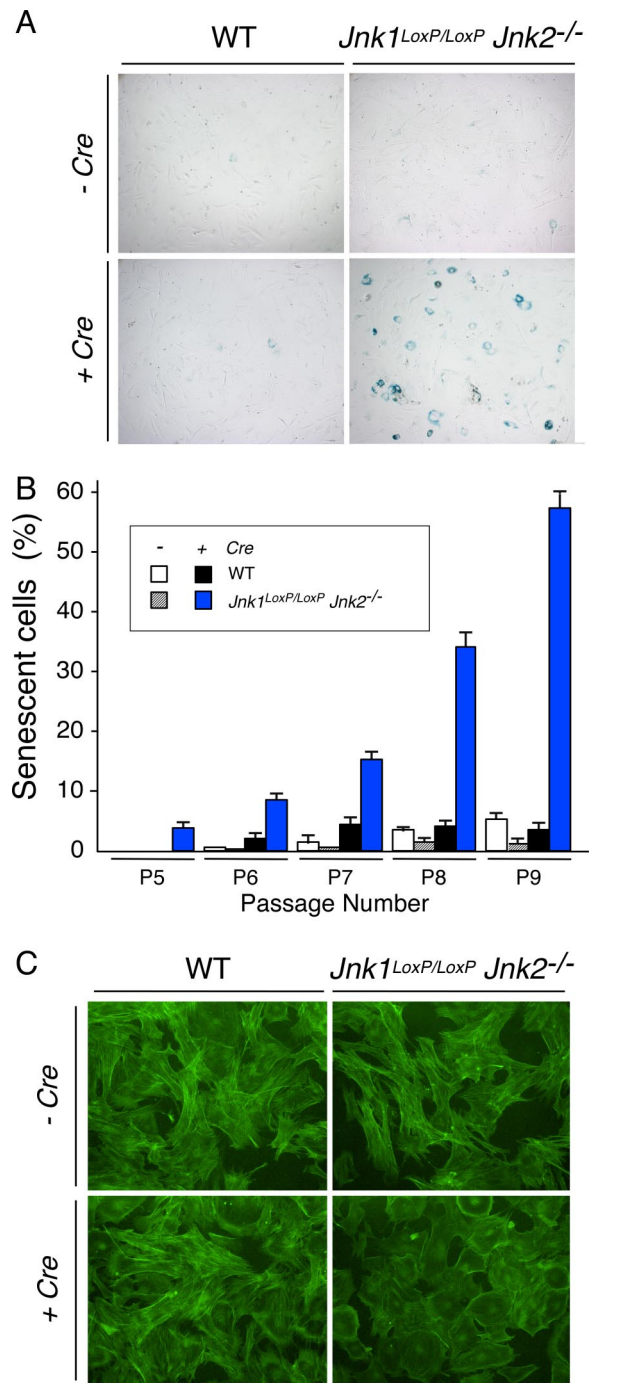 A
WT Jnk1LoxP/LoxP Jnk2-/-
- Cre
+ Cre
B
Senescent cells (%)
60
50
40
30
20
10
0
- + Cre
WT
Jnk1LoxP/LoxP Jnk2-/-
P5 P6 P7 P8 P9
Passage Number
C
WT Jnk1LoxP/LoxP Jnk2-/-
- Cre
+ Cre